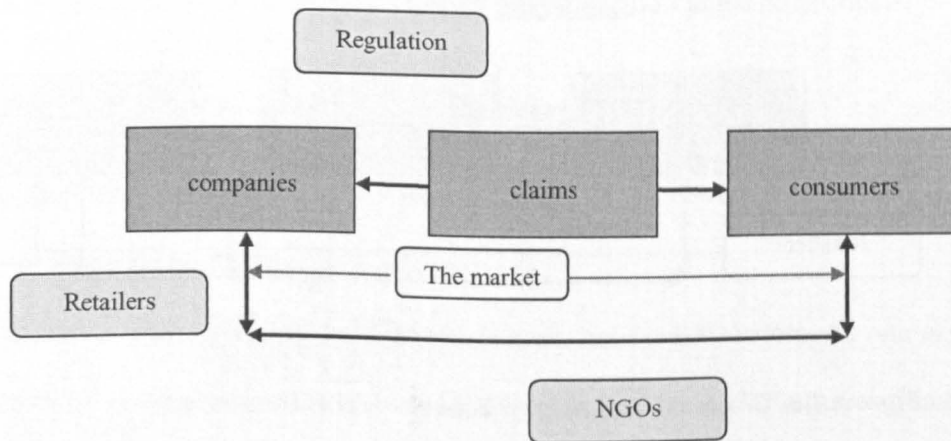 Regulation
companies
claims
consumers
The market
Retailers
NGOs